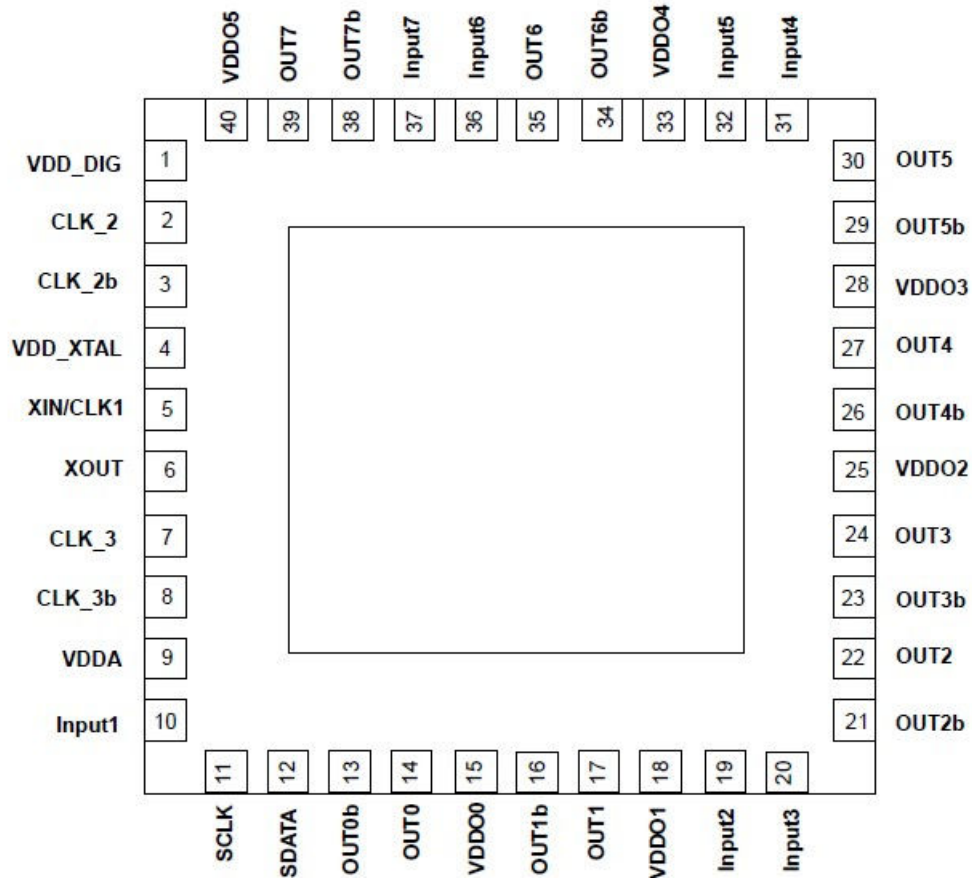 VDDO5
OUT7
OUT7b
Input7
Input6
OUT6
OUT6b
VDDO4
Input5
Input4
40
39
38
37
36
35
34
33
32
31
VDD_DIG 1
CLK_2 2
CLK_2b 3
VDD_XTAL 4
XIN/CLK1 5
XOUT 6
CLK_3 7
CLK_3b 8
VDDA 9
Input1 10
30 OUT5
29 OUT5b
28 VDDO3
27 OUT4
26 OUT4b
25 VDDO2
24 OUT3
23 OUT3b
22 OUT2
21 OUT2b
11
12
13
14
15
16
17
18
19
20
SCLK
SDATA
OUT0b
OUT0
VDDO0
OUT1b
OUT1
VDDO1
Input2
Input3